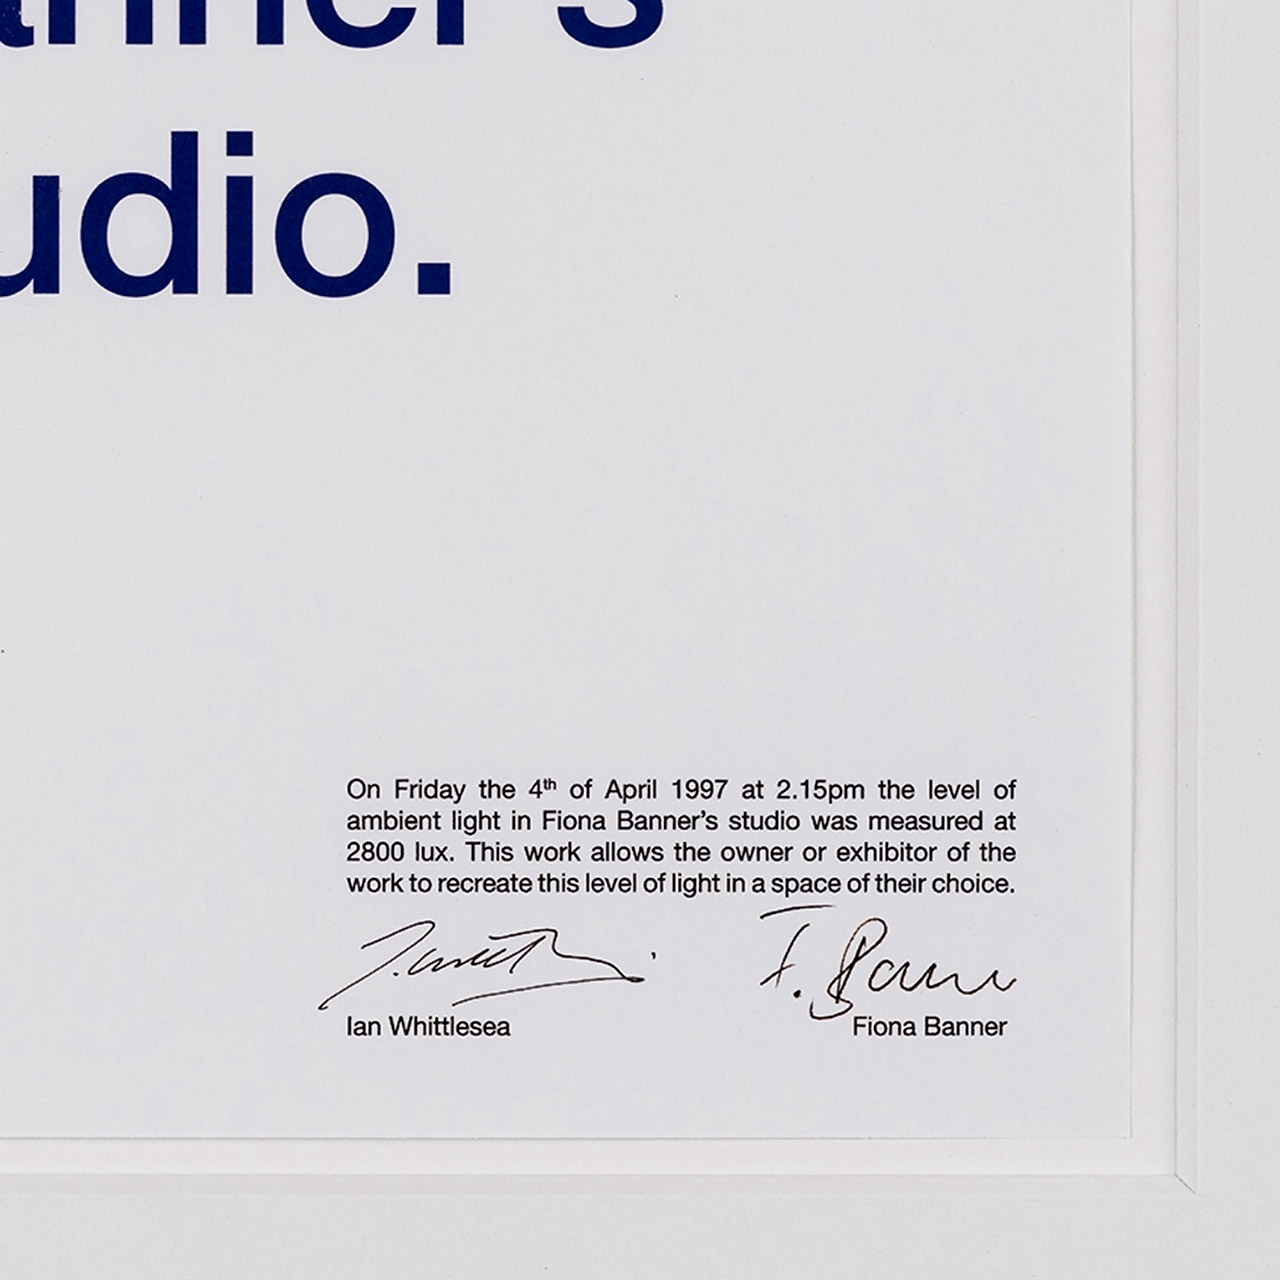 anner's
udio.
On Friday the 4th of April 1997 at 2.15pm the level of
ambient light in Fiona Banner’s studio was measured at
2800 lux. This work allows the owner or exhibitor of the
work to recreate this level of light in a space of their choice.
F. Banner
Ian Whittlesea
Fiona Banner